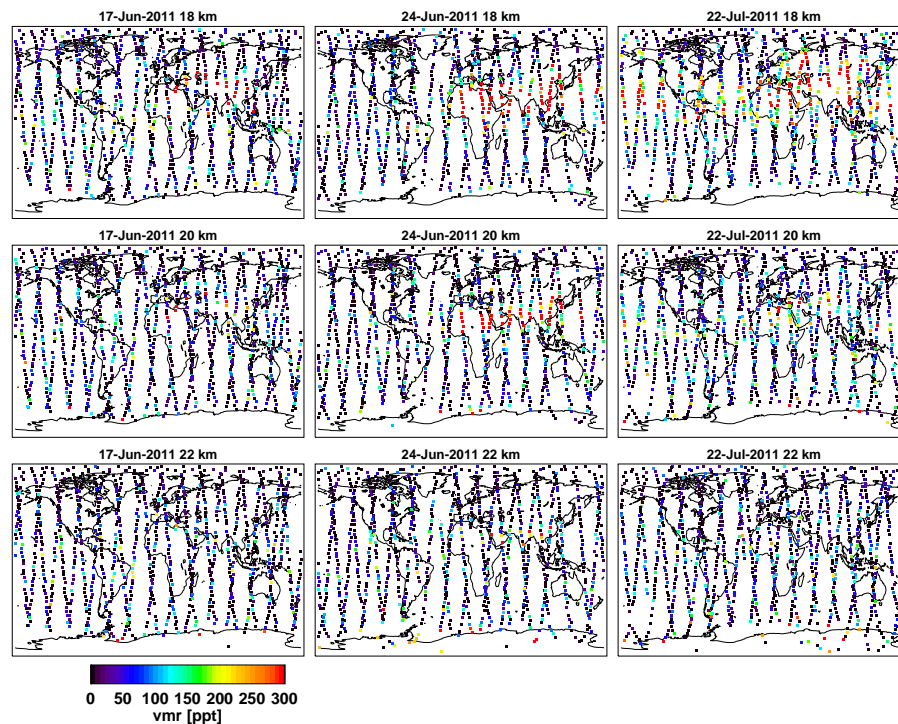 17-Jun-2011 18 km
24-Jun-2011 18 km
22-Jul-2011 18 km
17-Jun-2011 20 km
24-Jun-2011 20 km
22-Jul-2011 20 km
17-Jun-2011 22 km
24-Jun-2011 22 km
22-Jul-2011 22 km
0 50 100 150 200 250 300
vmr [ppt]